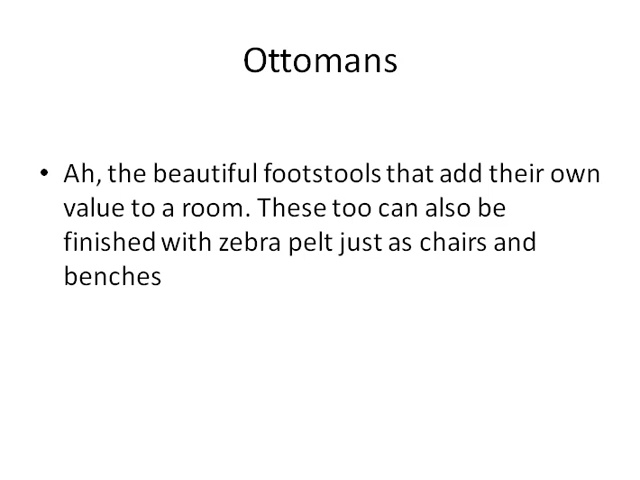 Ottomans
• Ah, the beautiful footstools that add their own
value to a room. These too can also be
finished with zebra pelt just as chairs and
benches